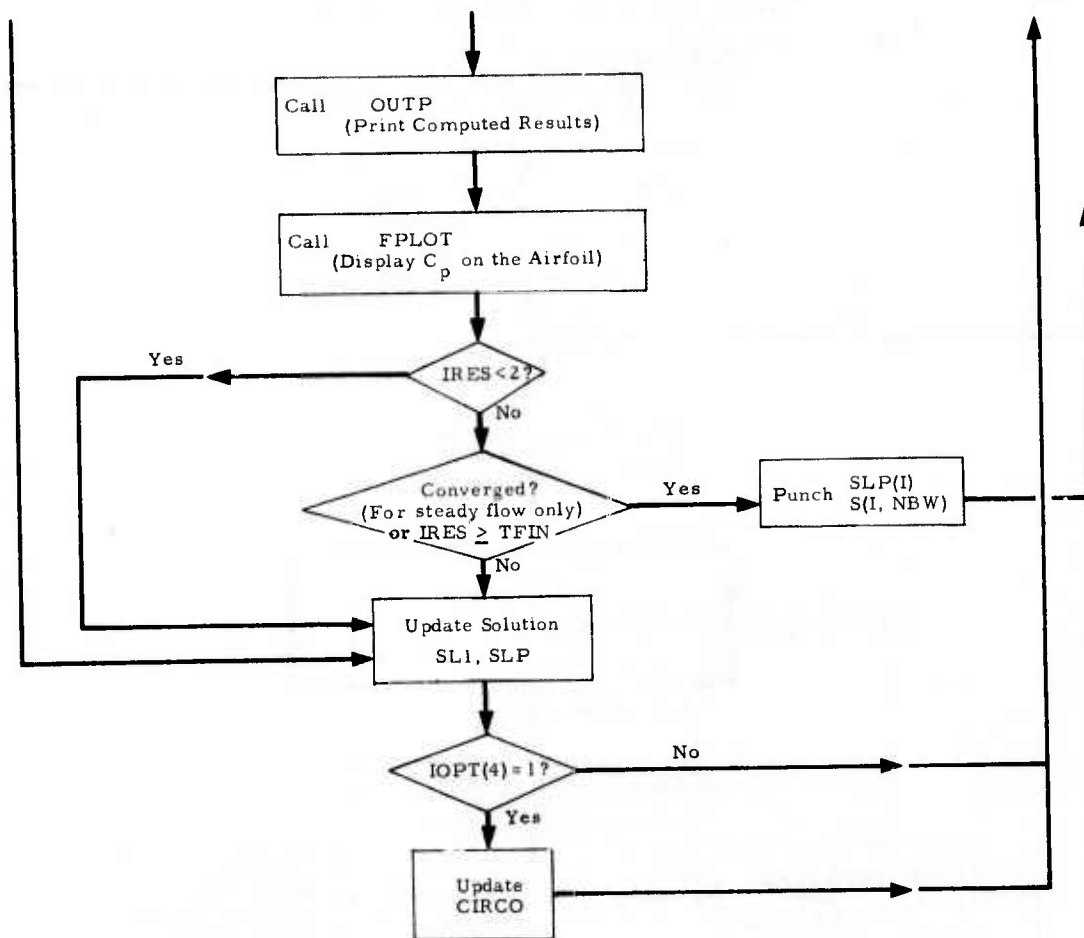 Call OUTP
(Print Computed Results)
Call FPLOT
(Display Cp on the Airfoil)
Yes
IRES<2?
No
Converged?
(For steady flow only)
or IRES ≥ TFIN
Yes
Punch SLP(I)
S(I, NBW)
No
Update Solution
SL1, SLP
IOPT(4)=1?
No
Yes
Update
CIRCO